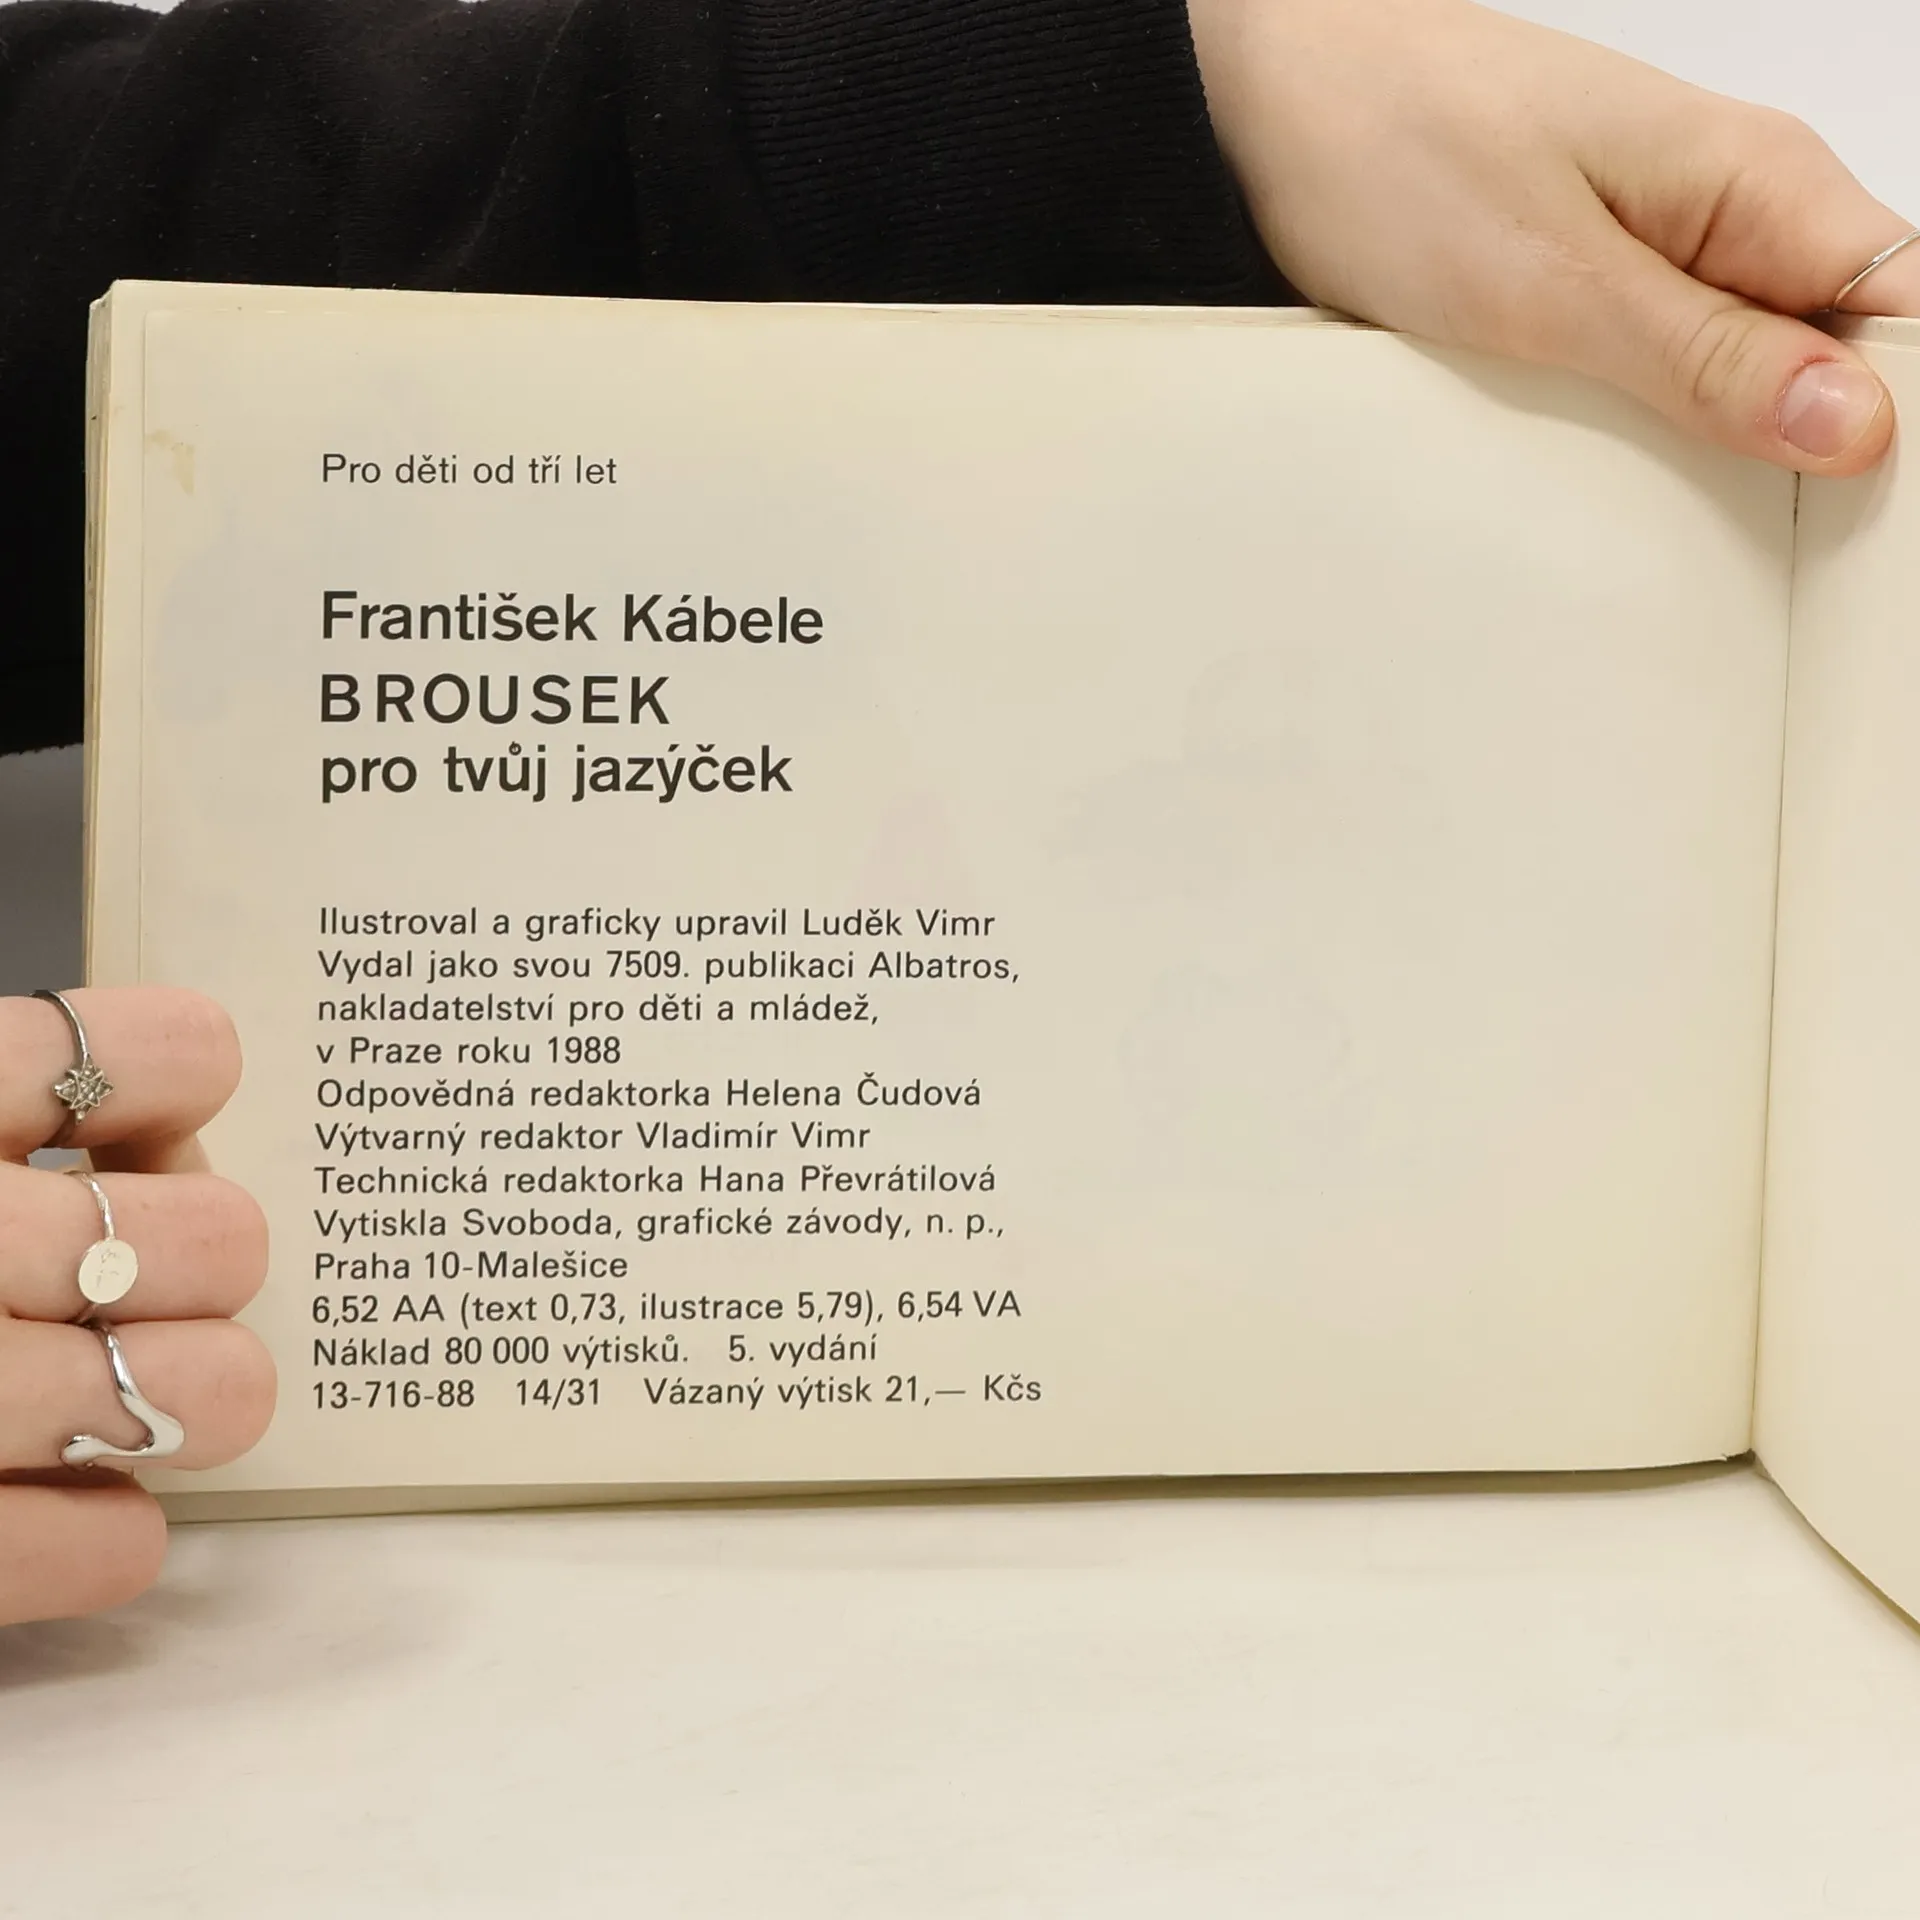 Pro děti od tří let
František Kábele
BROUSEK
pro tvůj jazýček
Ilustroval a graficky upravil Luděk Vimr
Vydal jako svou 7509. publikaci Albatros,
nakladatelství pro děti a mládež,
v Praze roku 1988
Odpovědná redaktorka Helena Čudová
Výtvarný redaktor Vladimír Vimr
Technická redaktorka Hana Převrátilová
Vytiskla Svoboda, grafické závody, n. p.,
Praha 10-Malešice
6,52 AA (text 0,73, ilustrace 5,79), 6,54 VA
Náklad 80 000 výtisků. 5. vydání
13-716-88 14/31 Vázaný výtisk 21,— Kčs